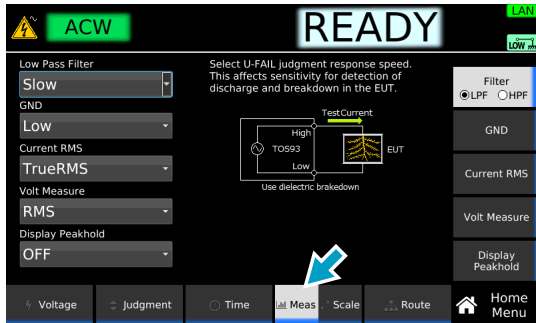 ACW
READY
LAN
LOW
Low Pass Filter
Slow
GND
Low
Current RMS
TrueRMS
Volt Measure
RMS
Display Peakhold
OFF
Select U-FAIL judgment response speed.
This affects sensitivity for detection of
discharge and breakdown in the EUT.
TestCurrent
High
TOS93
EUT
Low
Use dielectric brakedown
Filter
LPF HPF
GND
Current RMS
Volt Measure
Display
Peakhold
Voltage
Judgment
Time
Meas
Scale
Route
Home
Menu